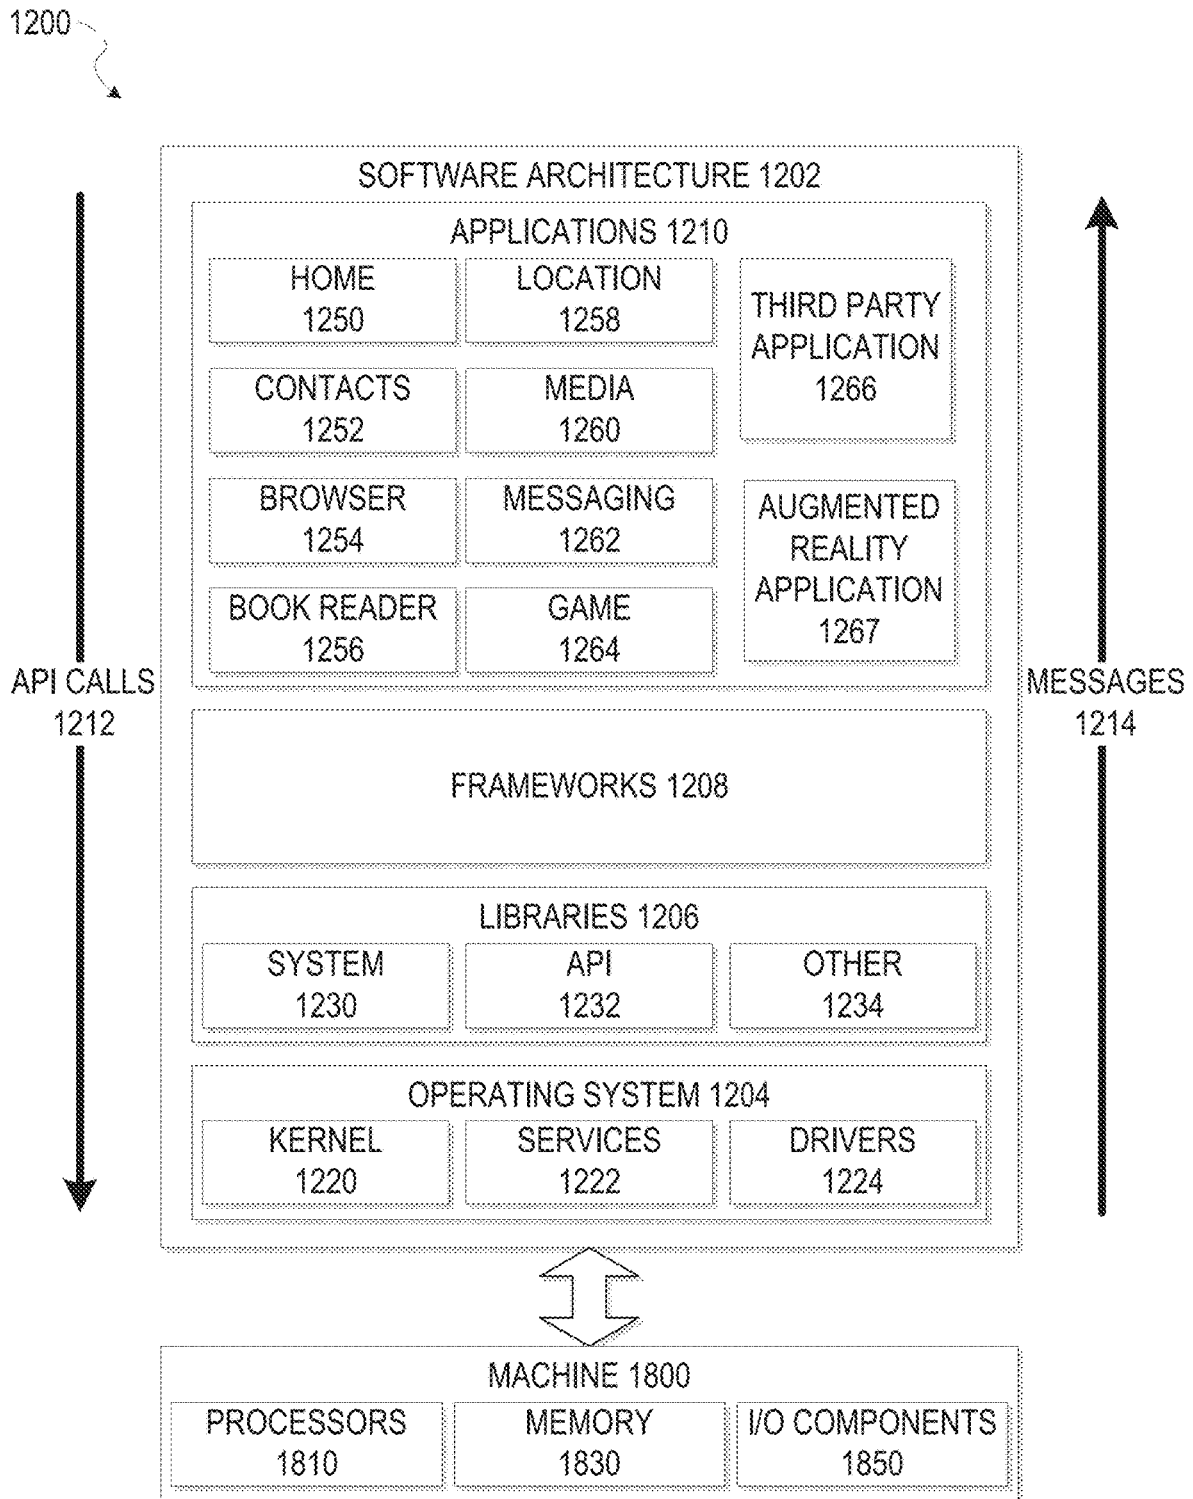 1200
SOFTWARE ARCHITECTURE 1202
APPLICATIONS 1210
HOME
1250
LOCATION
1258
THIRD PARTY
APPLICATION
1266
CONTACTS
1252
MEDIA
1260
BROWSER
1254
MESSAGING
1262
AUGMENTED
REALITY
APPLICATION
1267
BOOK READER
1256
GAME
1264
API CALLS
1212
MESSAGES
1214
FRAMEWORKS 1208
LIBRARIES 1206
SYSTEM
1230
API
1232
OTHER
1234
OPERATING SYSTEM 1204
KERNEL
1220
SERVICES
1222
DRIVERS
1224
MACHINE 1800
PROCESSORS
1810
MEMORY
1830
I/O COMPONENTS
1850